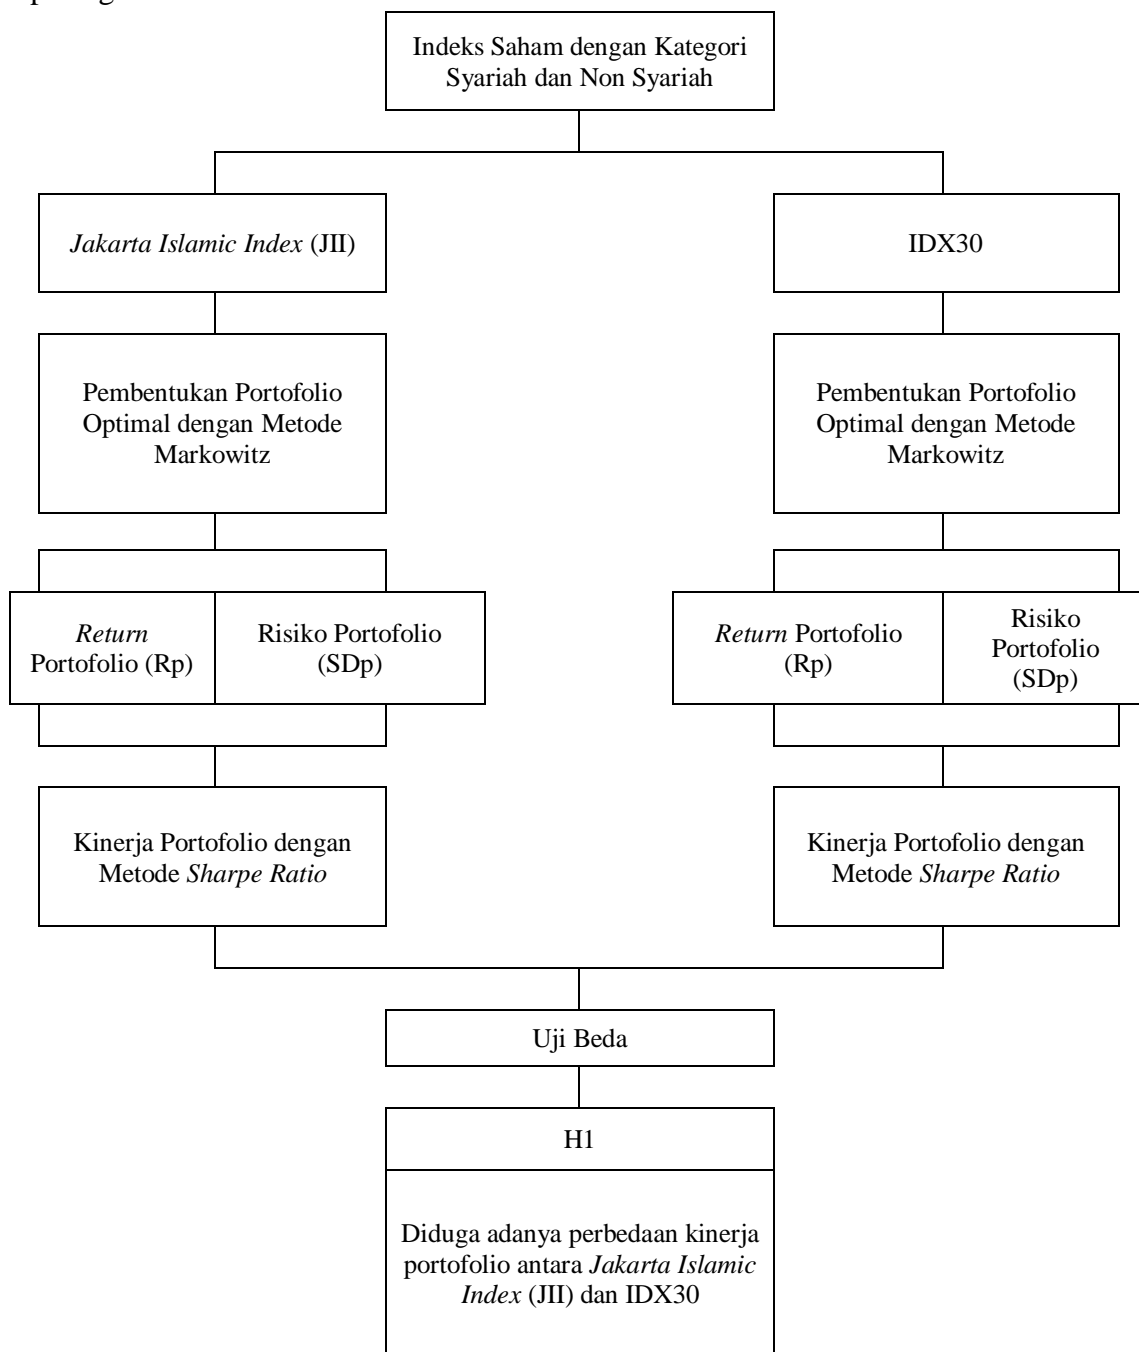 Indeks Saham dengan Kategori
Syariah dan Non Syariah
Jakarta Islamic Index (JII)
IDX30
Pembentukan Portofolio
Optimal dengan Metode
Markowitz
Pembentukan Portofolio
Optimal dengan Metode
Markowitz
Return
Portofolio (Rp)
Risiko Portofolio
(SDp)
Return Portofolio
(Rp)
Risiko
Portofolio
(SDp)
Kinerja Portofolio dengan
Metode Sharpe Ratio
Kinerja Portofolio dengan
Metode Sharpe Ratio
Uji Beda
H1
Diduga adanya perbedaan kinerja
portofolio antara Jakarta Islamic
Index (JII) dan IDX30